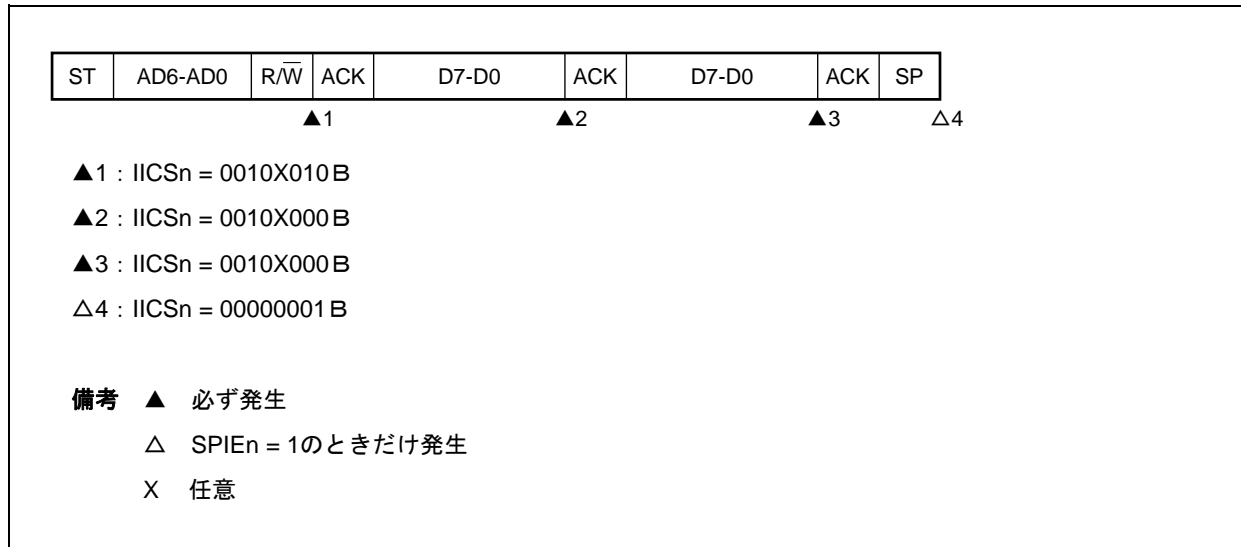 ST AD6-AD0 R/W̅ ACK D7-D0 ACK D7-D0 ACK SP
▲1 ▲2 ▲3 △4
▲1：IICSn = 0010X010B
▲2：IICSn = 0010X000B
▲3：IICSn = 0010X000B
△4：IICSn = 00000001B
備考 ▲ 必ず発生
△ SPIEn = 1のときだけ発生
X 任意